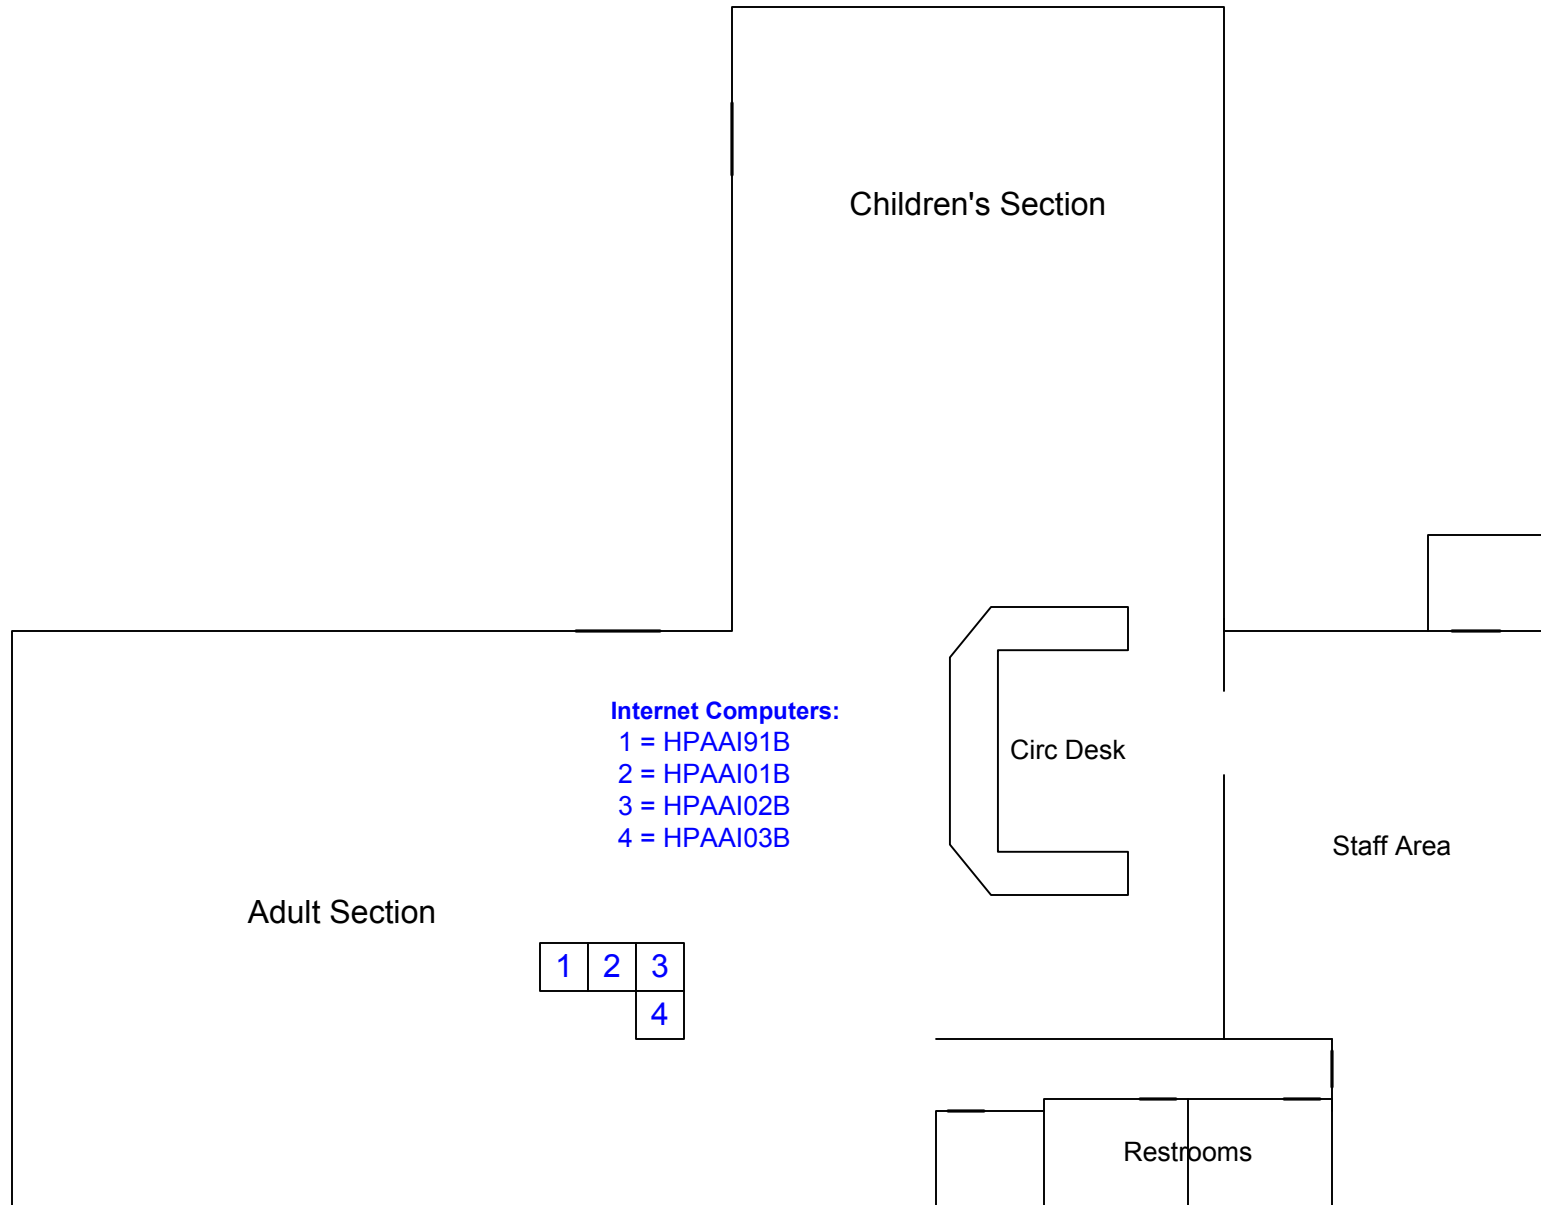 Children's Section
Internet Computers:
1 = HPAAI91B
2 = HPAAI01B
3 = HPAAI02B
4 = HPAAI03B
Circ Desk
Staff Area
Adult Section
1 2 3
4
Restrooms